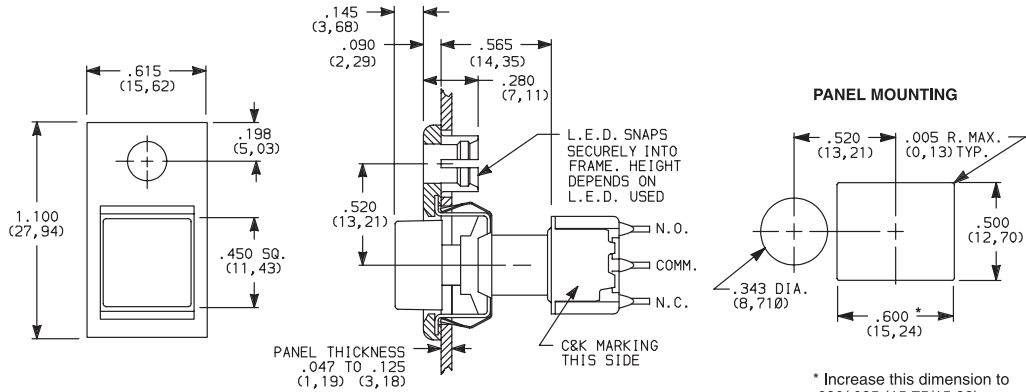 .615
(15,62)
.198
(5,03)
1.100
(27,94)
.450 SQ.
(11,43)
.145
(3,68)
.090
(2,29)
.565
(14,35)
.280
(7,11)
L.E.D. SNAPS
SECURELY INTO
FRAME. HEIGHT
DEPENDS ON
L.E.D. USED
.520
(13,21)
N.O.
COMM.
N.C.
PANEL THICKNESS
.047 TO .125
(1,19) (3,18)
C&K MARKING
THIS SIDE
PANEL MOUNTING
.520
(13,21)
.005 R. MAX.
(0,13) TYP.
.500
(12,70)
.343 DIA.
(8,710)
.600 *
(15,24)
* Increase this dimension to